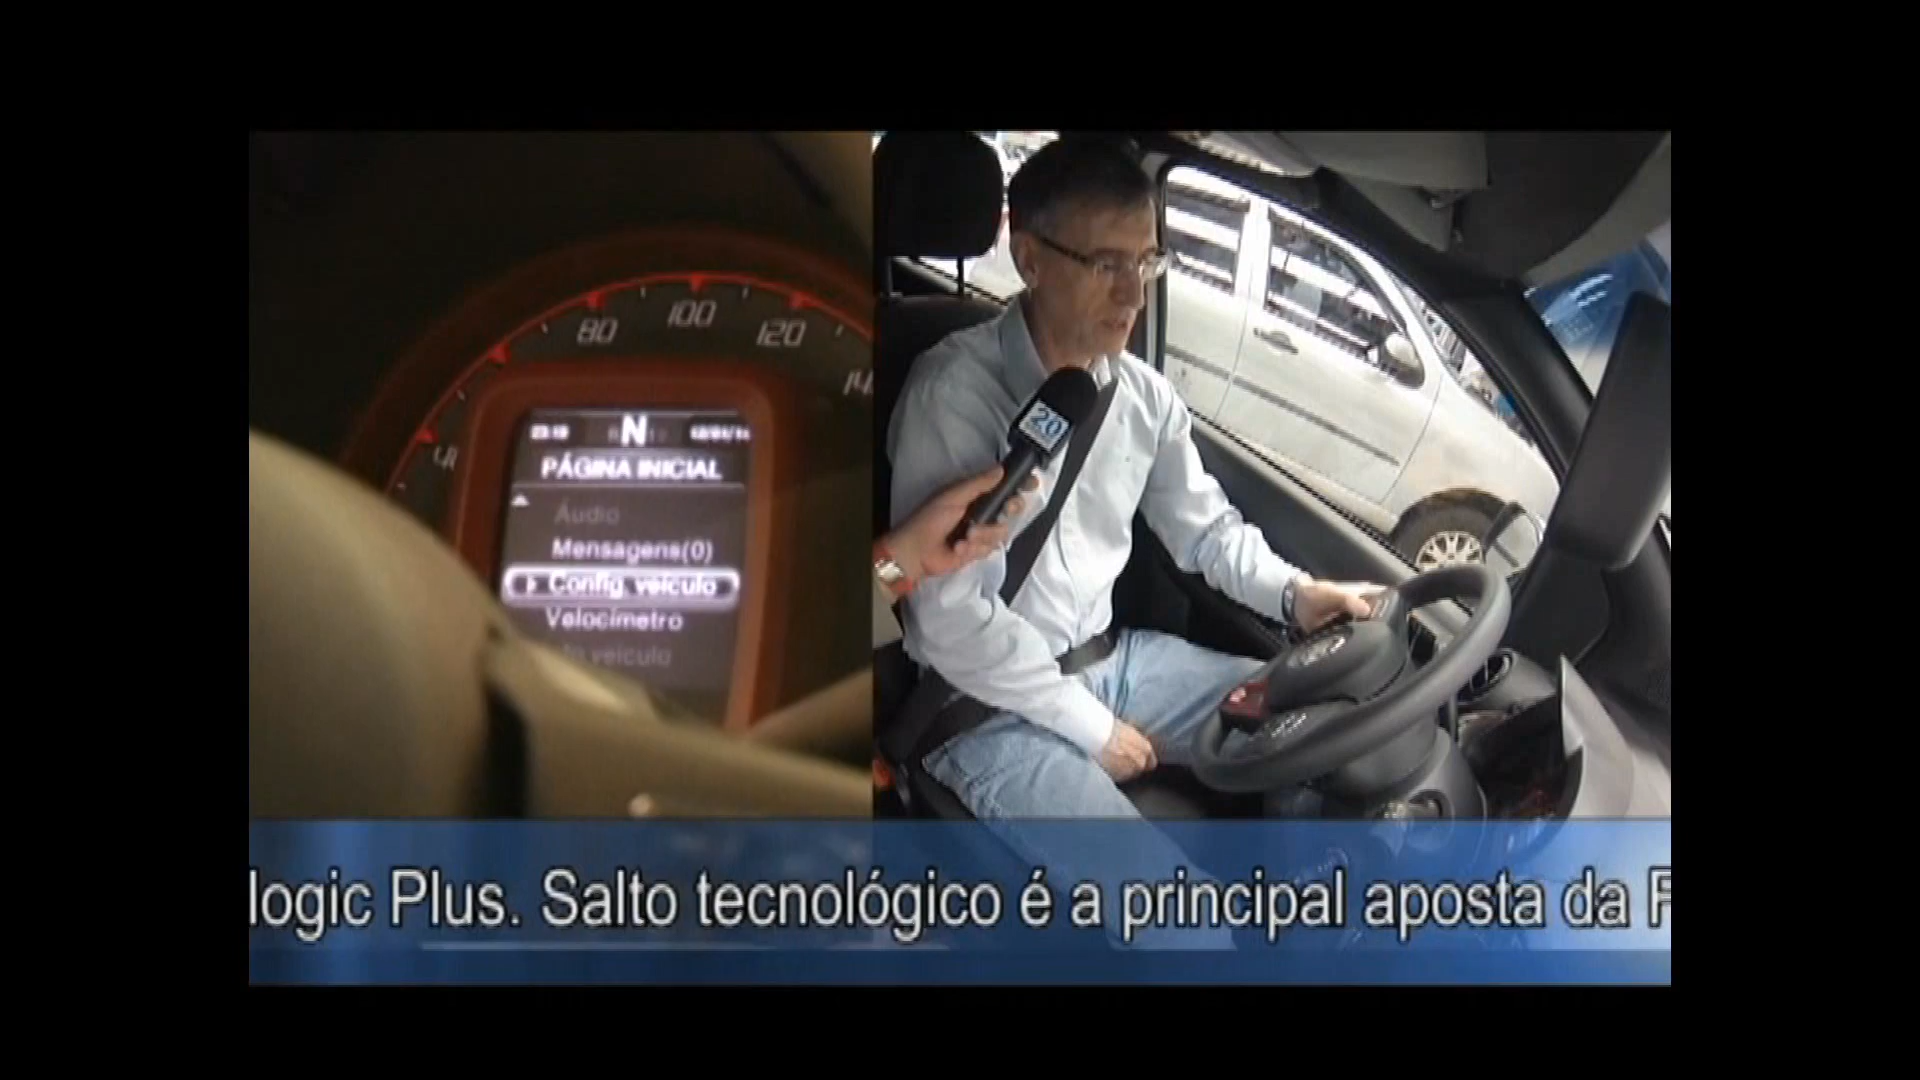 80
100
120
N
PÁGINA INICIAL
Áudio
Mensagens(0)
Config. veículo
Velocímetro
veículo
20
logic Plus. Salto tecnológico é a principal aposta da F